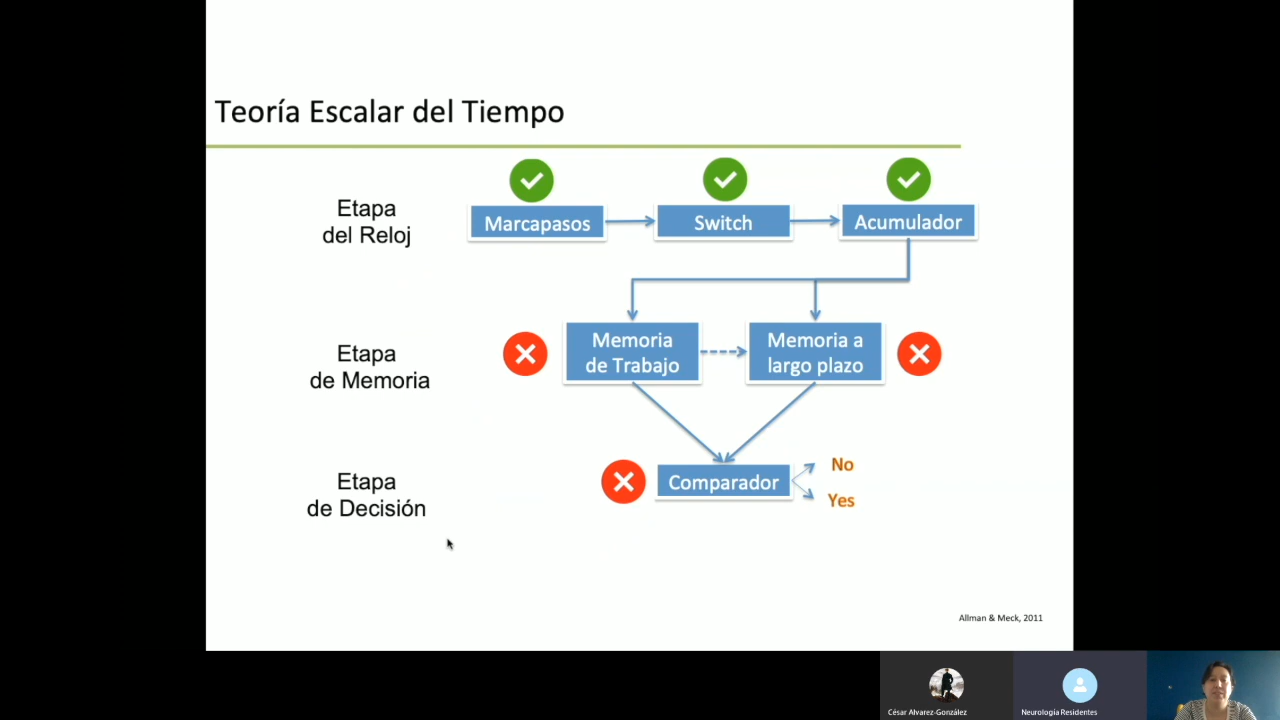 Teoría Escalar del Tiempo
Etapa
del Reloj
Marcapasos
Switch
Acumulador
Etapa
de Memoria
Memoria
de Trabajo
Memoria a
largo plazo
Etapa
de Decisión
Comparador
No
Yes
Allman & Meck, 2011
César Alvarez-González
Neurología Residentes